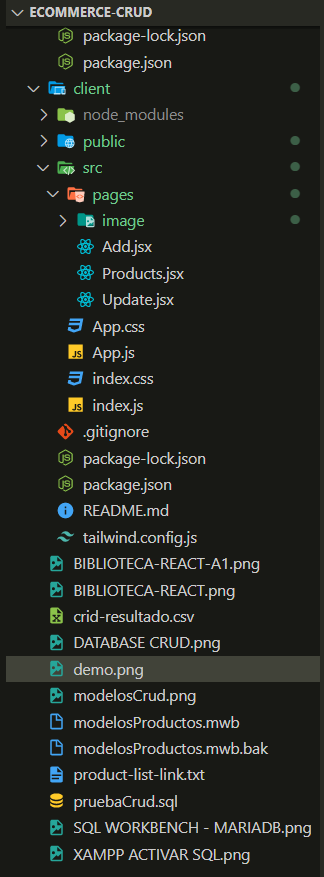 ECOMMERCE-CRUD
package-lock.json
package.json
client
node_modules
public
src
pages
image
Add.jsx
Products.jsx
Update.jsx
App.css
JS App.js
index.css
JS index.js
.gitignore
package-lock.json
package.json
README.md
tailwind.config.js
BIBLIOTECA-REACT-A1.png
BIBLIOTECA-REACT.png
crid-resultado.csv
DATABASE CRUD.png
demo.png
modelosCrud.png
modelosProductos.mwb
modelosProductos.mwb.bak
product-list-link.txt
pruebaCrud.sql
SQL WORKBENCH - MARIADB.png
XAMPP ACTIVAR SQL.png